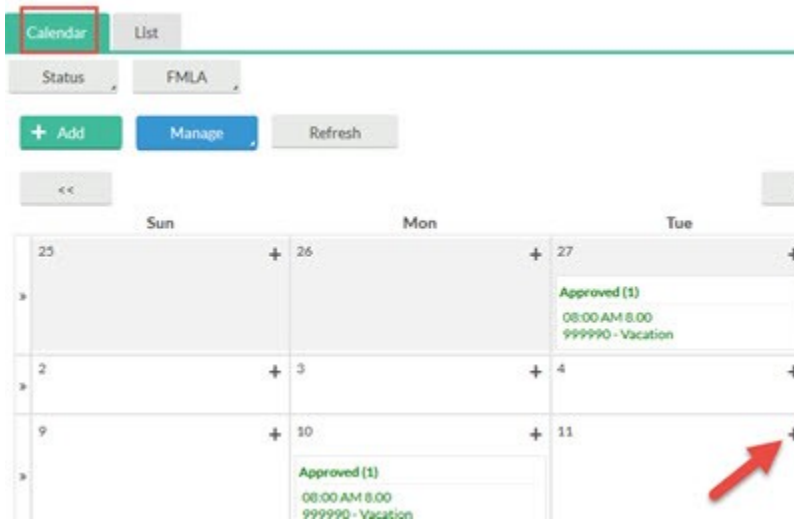 Calendar List
Status FMLA
+ Add Manage Refresh
<<
Sun Mon Tue
25 + 26 + 27 +
Approved (1)
08:00 AM 8.00
999990 - Vacation
»
2 + 3 + 4 +
»
9 + 10 + 11 +
Approved (1)
»
08:00 AM 8.00
999990 - Vacation